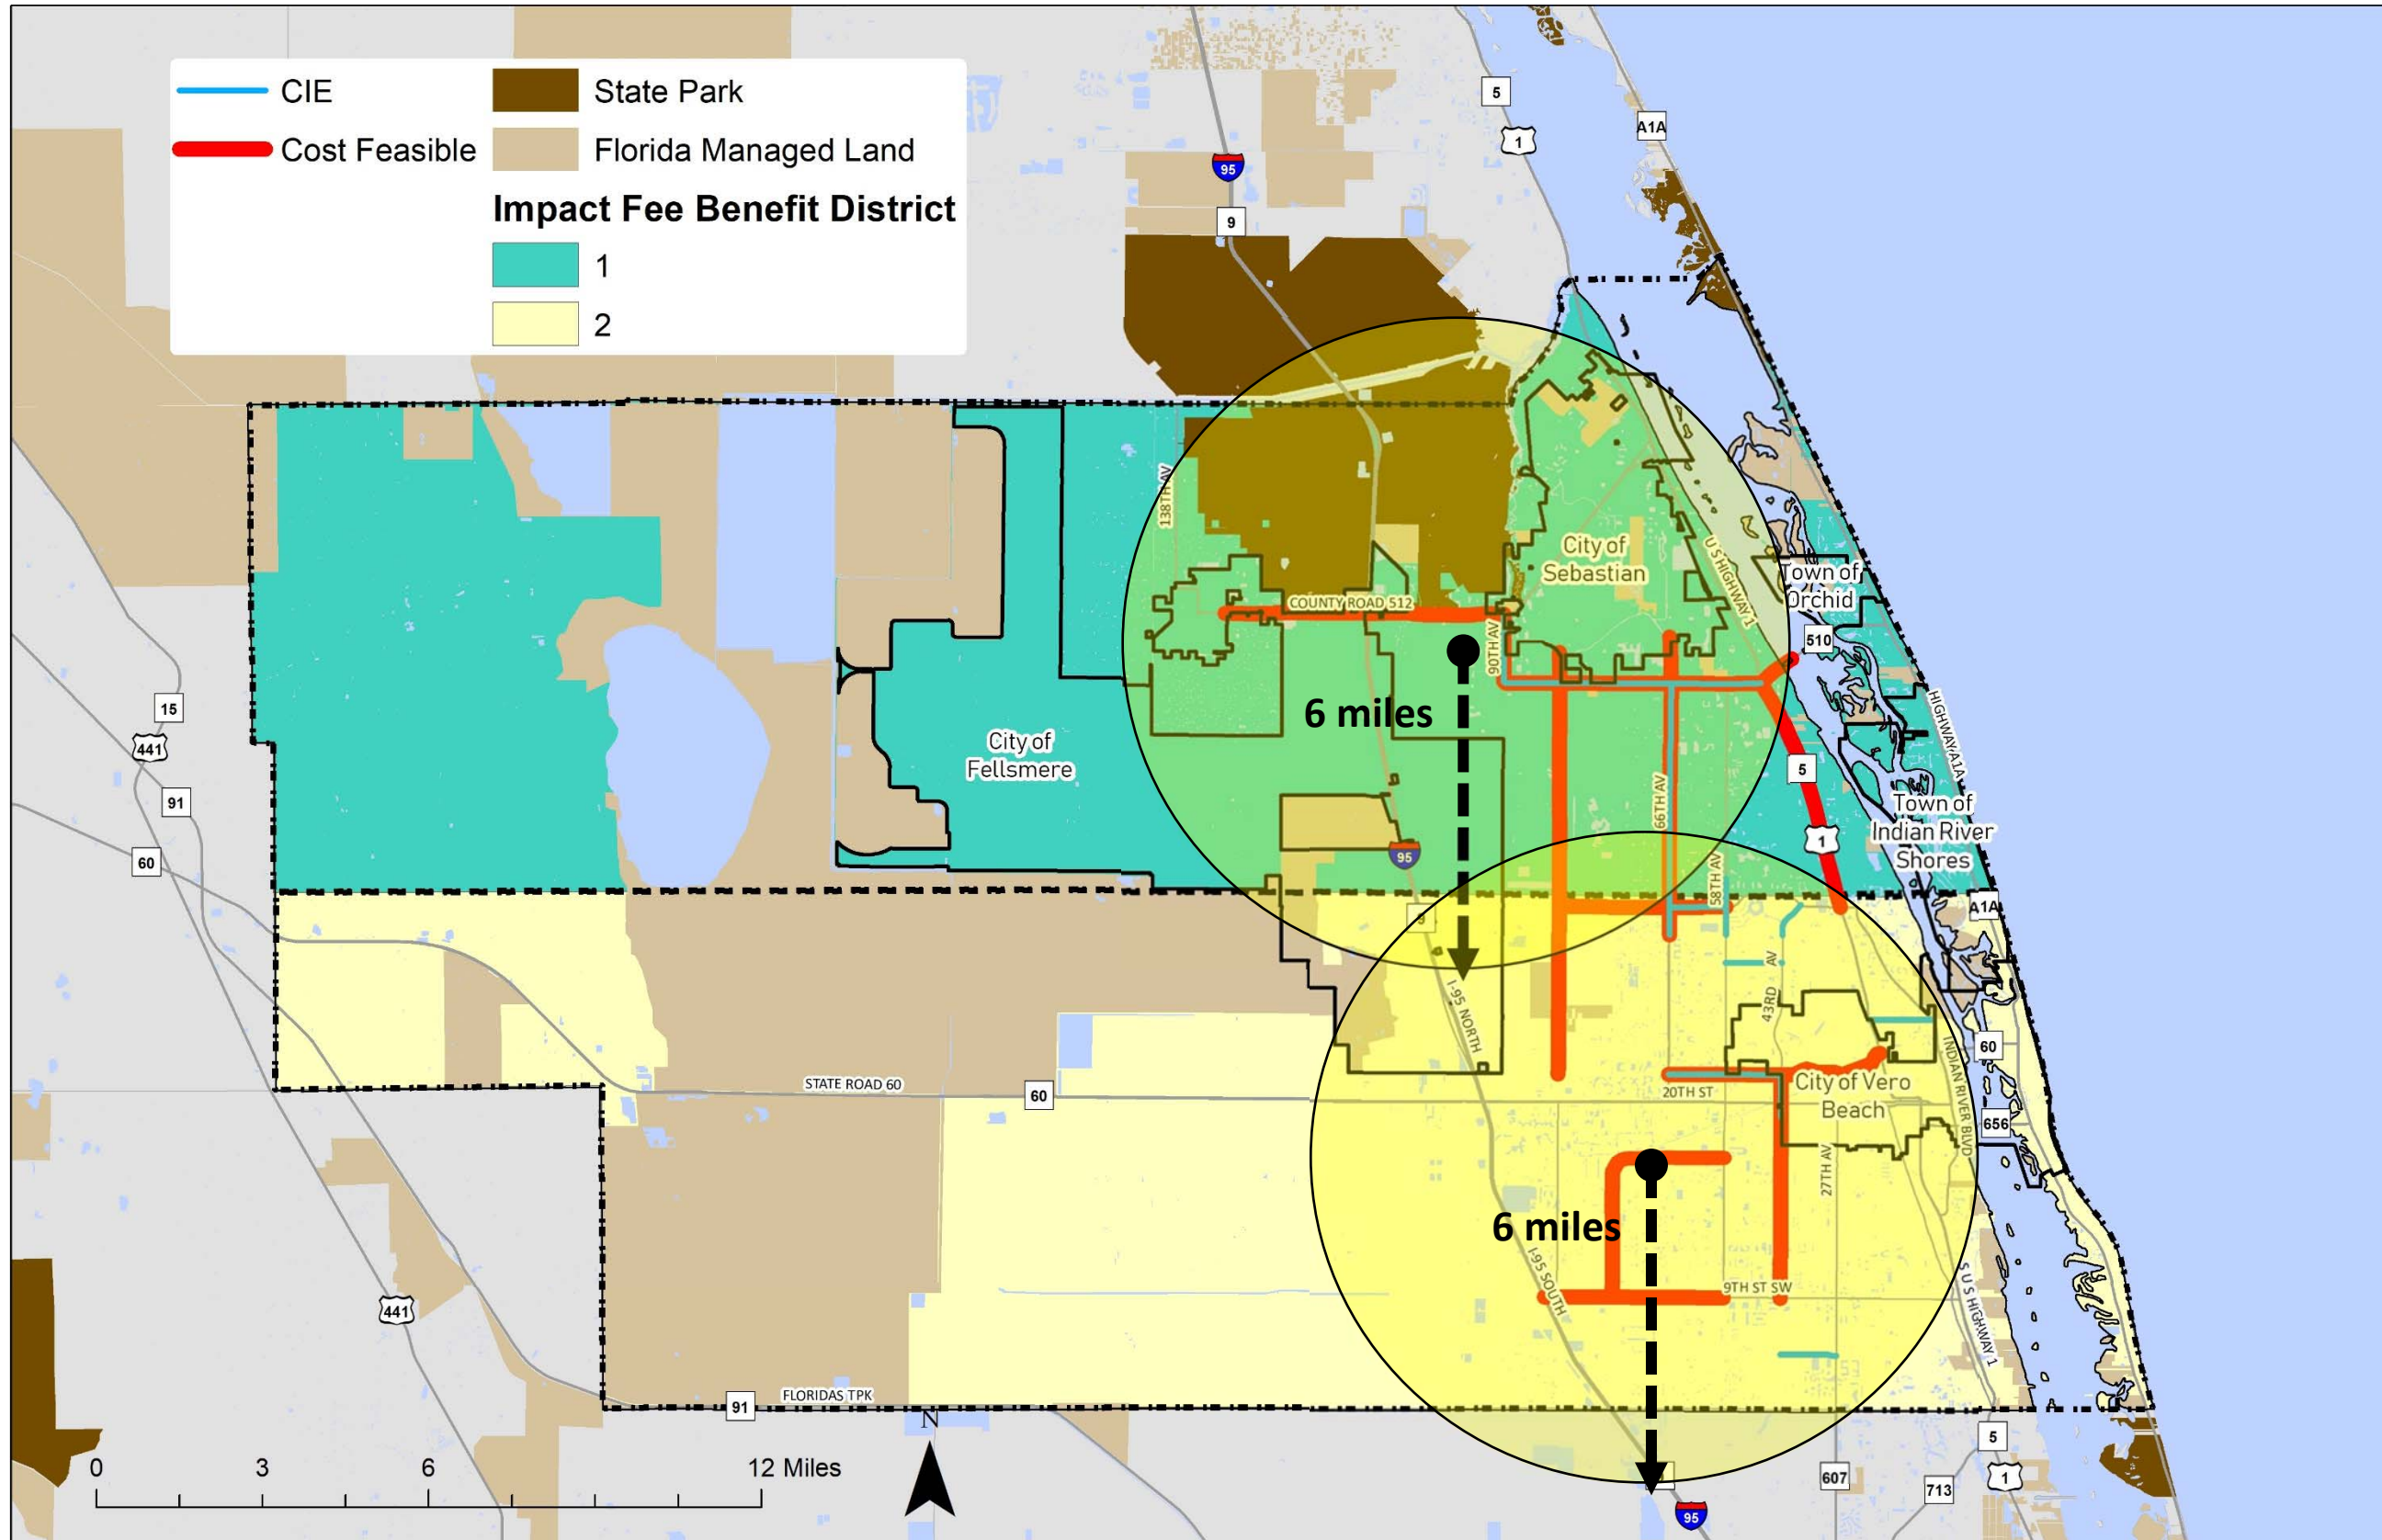 CIE
Cost Feasible
State Park
Florida Managed Land
Impact Fee Benefit District
1
2
5
1
A1A
95
9
138TH AV
City of
Sebastian
U S HIGHWAY 1
Town of
Orchid
510
COUNTY ROAD 512
90TH AV
6 miles
15
441
91
60
City of
Fellsmere
66TH AV
5
1
HIGHWAY A1A
Town of
Indian River
Shores
95
58TH AV
9
A1A
I-95 NORTH
43RD AV
INDIAN RIVER BLVD
60
STATE ROAD 60
60
20TH ST
City of Vero
Beach
656
27TH AV
6 miles
I-95 SOUTH
9TH ST SW
S U S HIGHWAY 1
441
FLORIDAS TPK
91
N
0 3 6 12 Miles
5
607
713
1
95